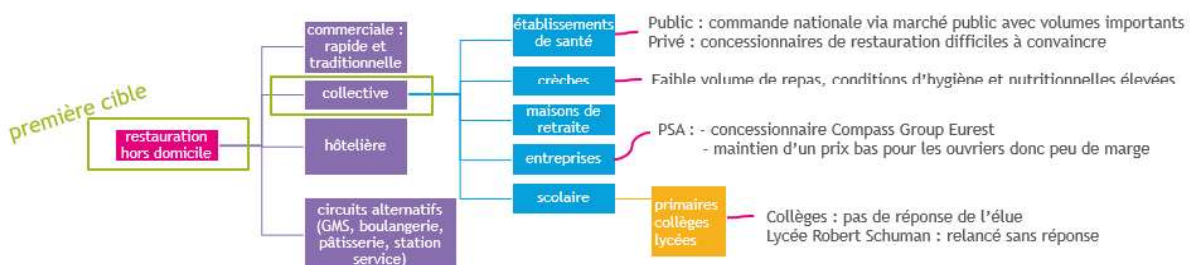 première cible
restauration
hors domicile
commerciale :
rapide et
traditionnelle
collective
hôtelière
circuits alternatifs
(GMS, boulangerie,
pâtisserie, station
service)
établissements
de santé
Public : commande nationale via marché public avec volumes importants
Privé : concessionnaires de restauration difficiles à convaincre
crèches
Faible volume de repas, conditions d'hygiène et nutritionnelles élevées
maisons de
retraite
entreprises
PSA : - concessionnaire Compass Group Eurest
- maintien d'un prix bas pour les ouvriers donc peu de marge
scolaire
primaires
collèges
lycées
Collèges : pas de réponse de l'élue
Lycée Robert Schuman : relancé sans réponse